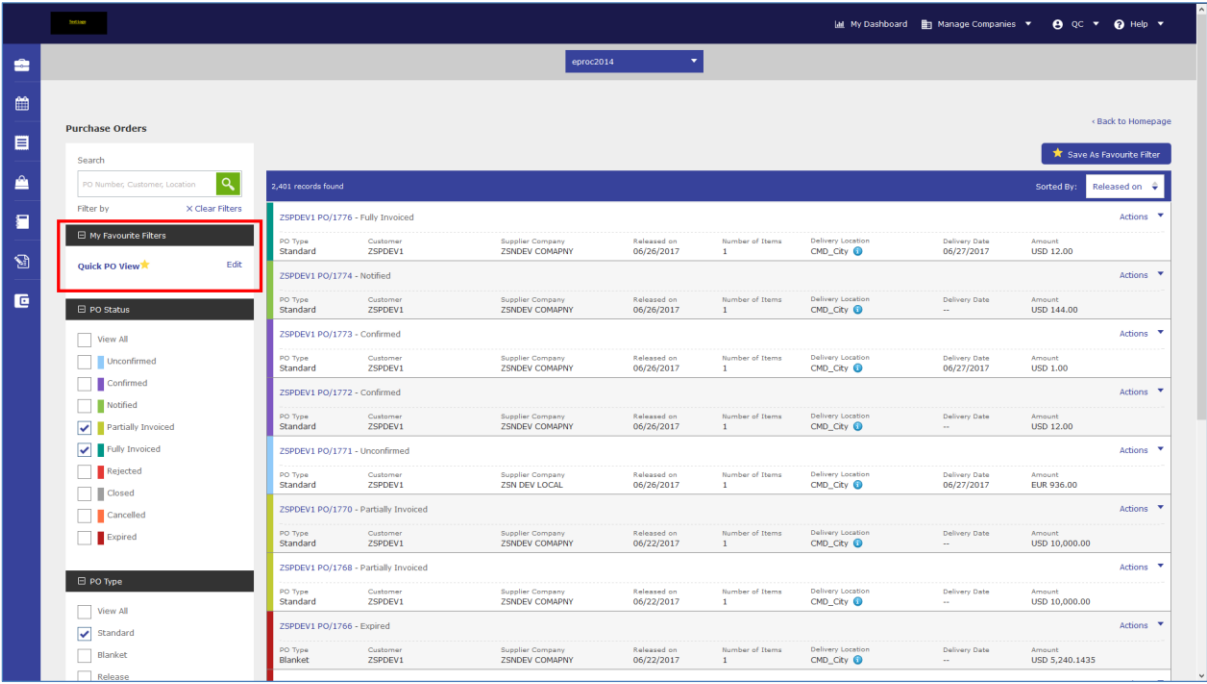 My Dashboard Manage Companies QC Help
eproc2014
‹ Back to Homepage
Purchase Orders
Save As Favourite Filter
Search
PO Number, Customer, Location
Filter by X Clear Filters
My Favourite Filters
Quick PO View Edit
PO Status
View All
Unconfirmed
Confirmed
Notified
Partially Invoiced
Fully Invoiced
Rejected
Closed
Cancelled
Expired
PO Type
View All
Standard
Blanket
Release
2,401 records found Sorted By: Released on
ZSPDEV1 PO/1776 - Fully Invoiced Actions
PO Type Customer Supplier Company Released on Number of Items Delivery Location Delivery Date Amount
Standard ZSPDEV1 ZSNDEV COMAPNY 06/26/2017 1 CMD_City 06/27/2017 USD 12.00
ZSPDEV1 PO/1774 - Notified Actions
PO Type Customer Supplier Company Released on Number of Items Delivery Location Delivery Date Amount
Standard ZSPDEV1 ZSNDEV COMAPNY 06/26/2017 1 CMD_City -- USD 144.00
ZSPDEV1 PO/1773 - Confirmed Actions
PO Type Customer Supplier Company Released on Number of Items Delivery Location Delivery Date Amount
Standard ZSPDEV1 ZSNDEV COMAPNY 06/26/2017 1 CMD_City 06/27/2017 USD 1.00
ZSPDEV1 PO/1772 - Confirmed Actions
PO Type Customer Supplier Company Released on Number of Items Delivery Location Delivery Date Amount
Standard ZSPDEV1 ZSNDEV COMAPNY 06/26/2017 1 CMD_City -- USD 12.00
ZSPDEV1 PO/1771 - Unconfirmed Actions
PO Type Customer Supplier Company Released on Number of Items Delivery Location Delivery Date Amount
Standard ZSPDEV1 ZSN DEV LOCAL 06/26/2017 1 CMD_City 06/27/2017 EUR 936.00
ZSPDEV1 PO/1770 - Partially Invoiced Actions
PO Type Customer Supplier Company Released on Number of Items Delivery Location Delivery Date Amount
Standard ZSPDEV1 ZSNDEV COMAPNY 06/22/2017 1 CMD_City -- USD 10,000.00
ZSPDEV1 PO/1768 - Partially Invoiced Actions
PO Type Customer Supplier Company Released on Number of Items Delivery Location Delivery Date Amount
Standard ZSPDEV1 ZSNDEV COMAPNY 06/22/2017 1 CMD_City -- USD 10,000.00
ZSPDEV1 PO/1766 - Expired Actions
PO Type Customer Supplier Company Released on Number of Items Delivery Location Delivery Date Amount
Blanket ZSPDEV1 ZSNDEV COMAPNY 06/22/2017 1 CMD_City -- USD 5,240.1435